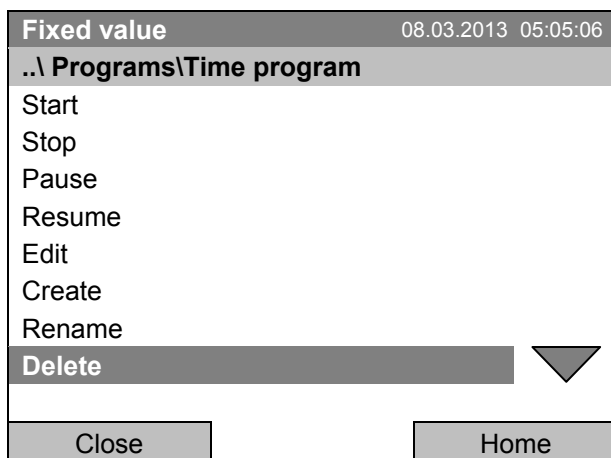 Fixed value 08.03.2013 05:05:06
..\ Programs\Time program
Start
Stop
Pause
Resume
Edit
Create
Rename
Delete
Close Home